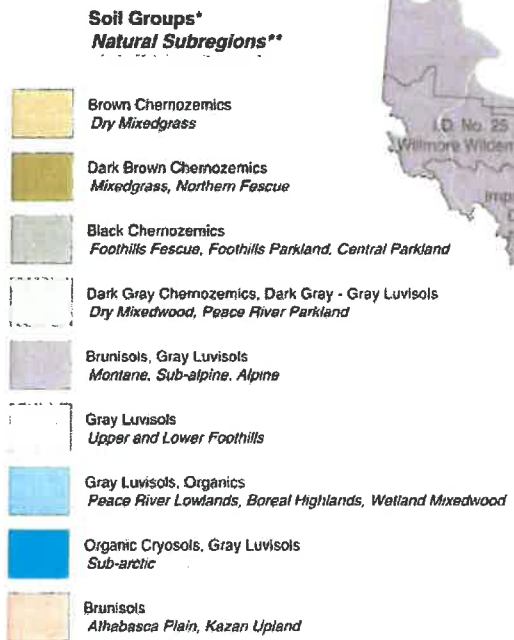 Soil Groups*
Natural Subregions**
Brown Chernozemics
Dry Mixedgrass
Dark Brown Chernozemics
Mixedgrass, Northern Fescue
Black Chernozemics
Foothills Fescue, Foothills Parkland, Central Parkland
Dark Gray Chernozemics, Dark Gray - Gray Luvisols
Dry Mixedwood, Peace River Parkland
Brunisols, Gray Luvisols
Montane, Sub-alpine, Alpine
Gray Luvisols
Upper and Lower Foothills
Gray Luvisols, Organics
Peace River Lowlands, Boreal Highlands, Wetland Mixedwood
Organic Cryosols, Gray Luvisols
Sub-arctic
Brunisols
Athabasca Plain, Kazan Upland
I.D. No. 25
Willmore Wildern
Imp